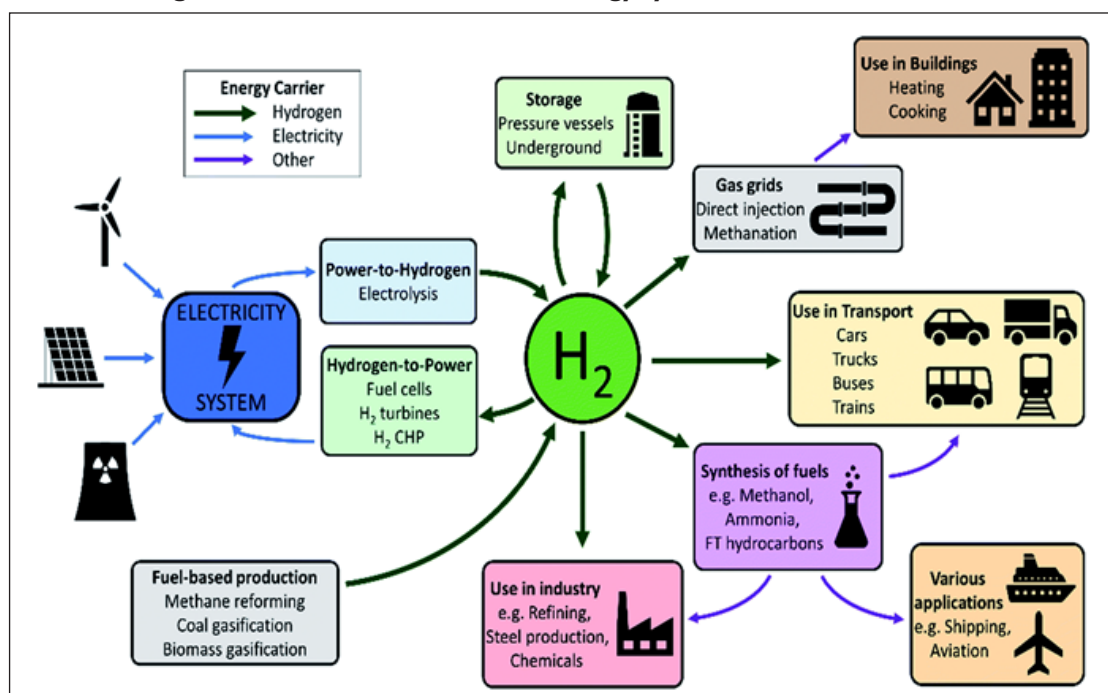 Energy Carrier
Hydrogen
Electricity
Other
Storage
Pressure vessels
Underground
Use in Buildings
Heating
Cooking
Gas grids
Direct injection
Methanation
Power-to-Hydrogen
Electrolysis
ELECTRICITY
SYSTEM
Hydrogen-to-Power
Fuel cells
H₂ turbines
H₂ CHP
H₂
Use in Transport
Cars
Trucks
Buses
Trains
Synthesis of fuels
e.g. Methanol,
Ammonia,
FT hydrocarbons
Fuel-based production
Methane reforming
Coal gasification
Biomass gasification
Use in industry
e.g. Refining,
Steel production,
Chemicals
Various
applications
e.g. Shipping,
Aviation